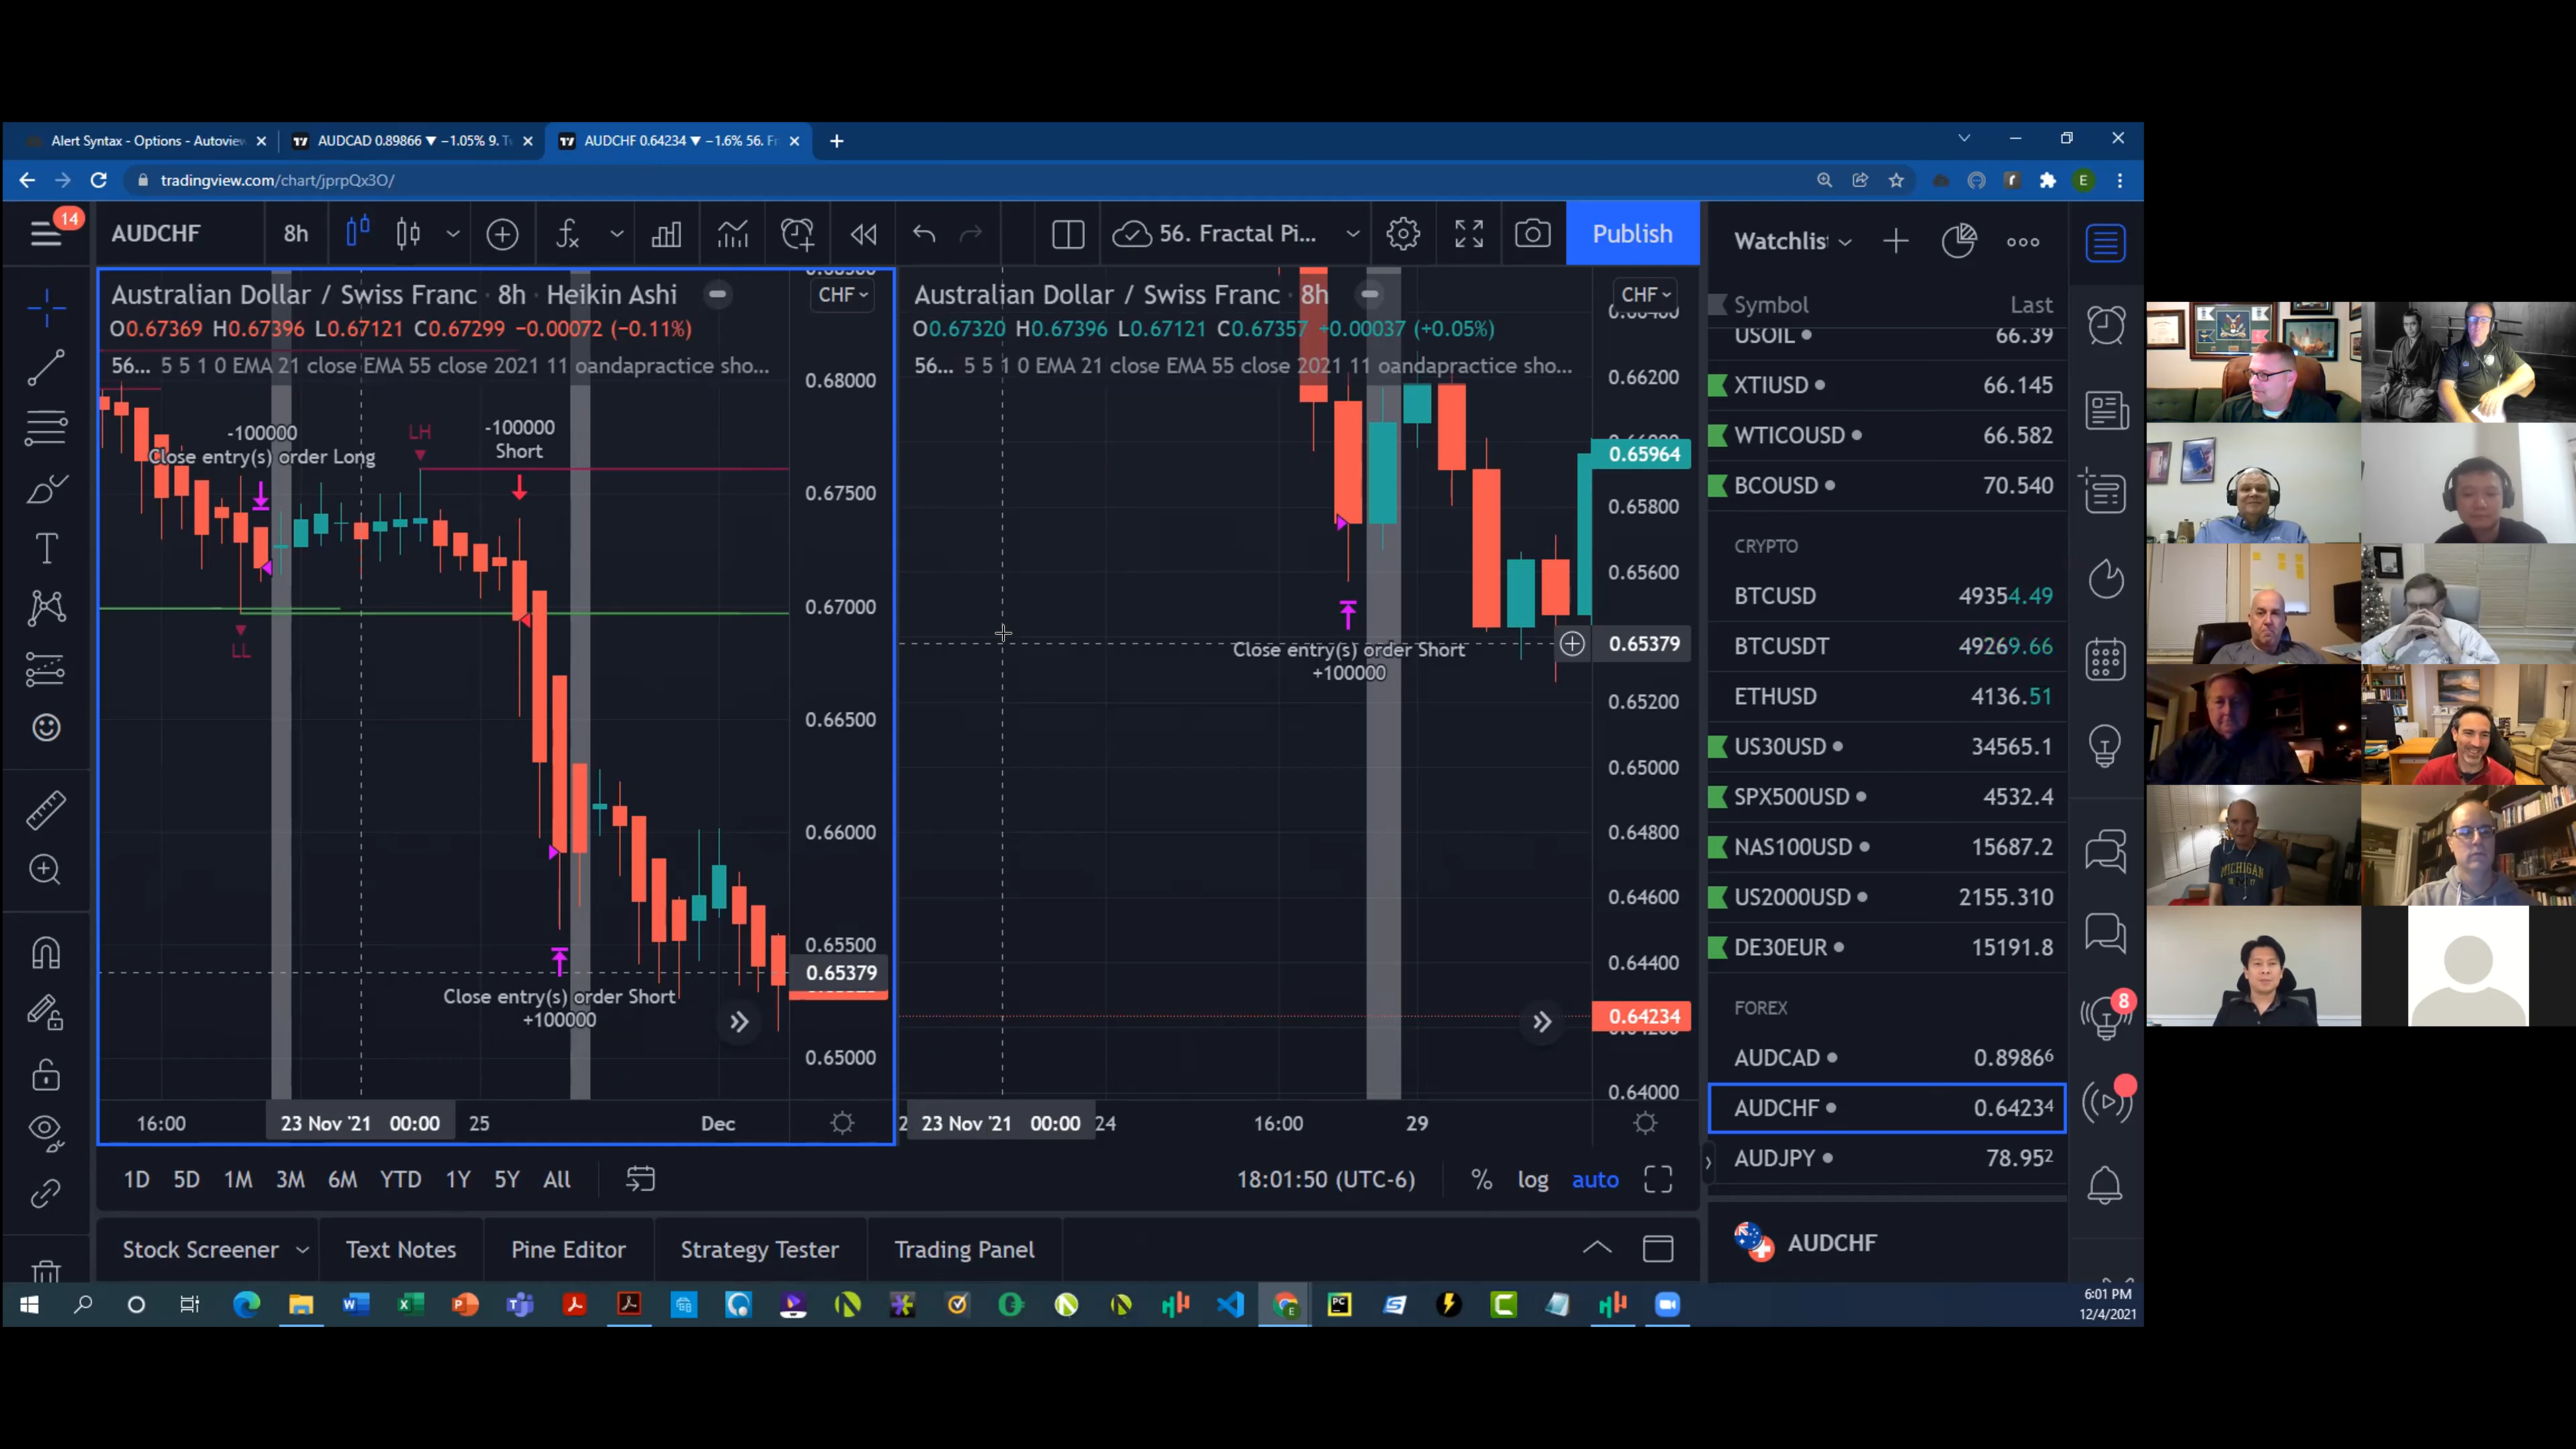 Alert Syntax - Options - Autoview
AUDCAD 0.89866 ▼ −1.05% 9. T
AUDCHF 0.64234 ▼ −1.6% 56. F
tradingview.com/chart/jprpQx3O/
14
AUDCHF
8h
56. Fractal Pi...
Publish
Australian Dollar / Swiss Franc · 8h · Heikin Ashi
CHF
O0.67369 H0.67396 L0.67121 C0.67299 −0.00072 (−0.11%)
56... 5 5 1 0 EMA 21 close EMA 55 close 2021 11 oandapractice sho...
-100000
Close entry(s) order Long
LH
-100000
Short
LL
Close entry(s) order Short
+100000
0.68000
0.67500
0.67000
0.66500
0.66000
0.65500
0.65379
0.65000
16:00
23 Nov '21 00:00
25
Dec
Australian Dollar / Swiss Franc · 8h
CHF
O0.67320 H0.67396 L0.67121 C0.67357 +0.00037 (+0.05%)
56... 5 5 1 0 EMA 21 close EMA 55 close 2021 11 oandapractice sho...
Close entry(s) order Short
+100000
0.66200
0.65964
0.65800
0.65600
0.65379
0.65200
0.65000
0.64800
0.64600
0.64400
0.64234
0.64000
23 Nov '21 00:00
24
16:00
29
1D 5D 1M 3M 6M YTD 1Y 5Y All
18:01:50 (UTC-6)
% log auto
Stock Screener
Text Notes
Pine Editor
Strategy Tester
Trading Panel
Watchlis
Symbol Last
USOIL 66.39
XTIUSD 66.145
WTICOUSD 66.582
BCOUSD 70.540
CRYPTO
BTCUSD 49354.49
BTCUSDT 49269.66
ETHUSD 4136.51
US30USD 34565.1
SPX500USD 4532.4
NAS100USD 15687.2
US2000USD 2155.310
DE30EUR 15191.8
FOREX
AUDCAD 0.89866
AUDCHF 0.64234
AUDJPY 78.952
AUDCHF
8
E
6:01 PM
12/4/2021
MICHIGAN